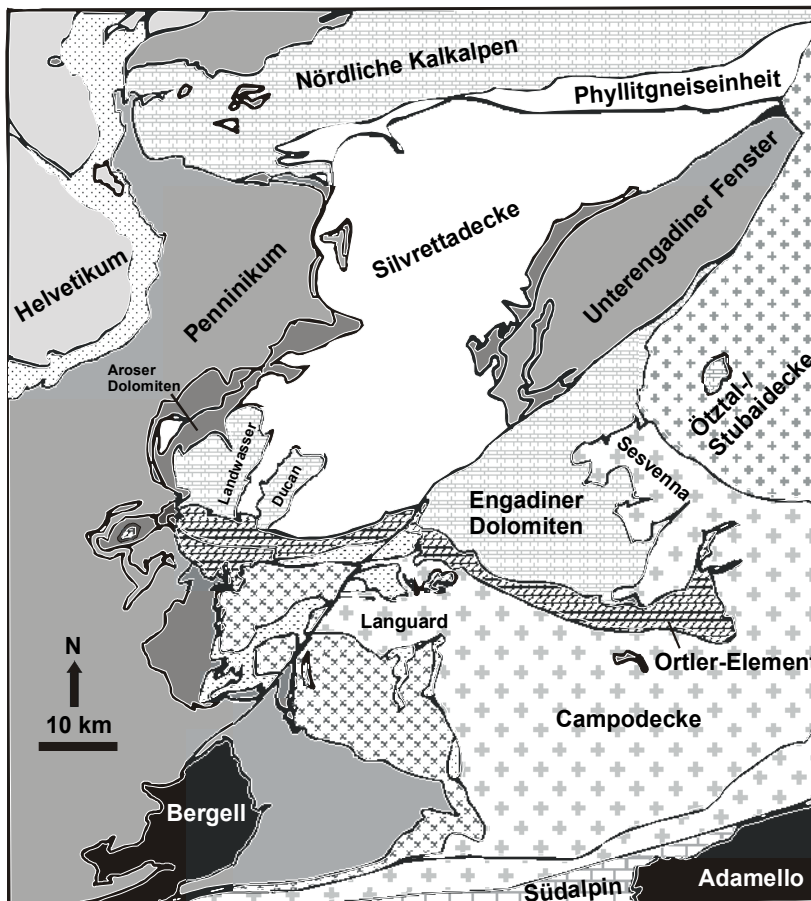 Nördliche Kalkalpen
Phyllitgneiseinheit
Silvrettadecke
Unterengadiner Fenster
Helvetikum
Penninikum
Aroser
Dolomiten
Ötztal-/
Stubaidecke
Landwasser
Ducan
Sesvenna
Engadiner
Dolomiten
Languard
Ortler-Element
N
10 km
Campodecke
Bergell
Südalpin
Adamello